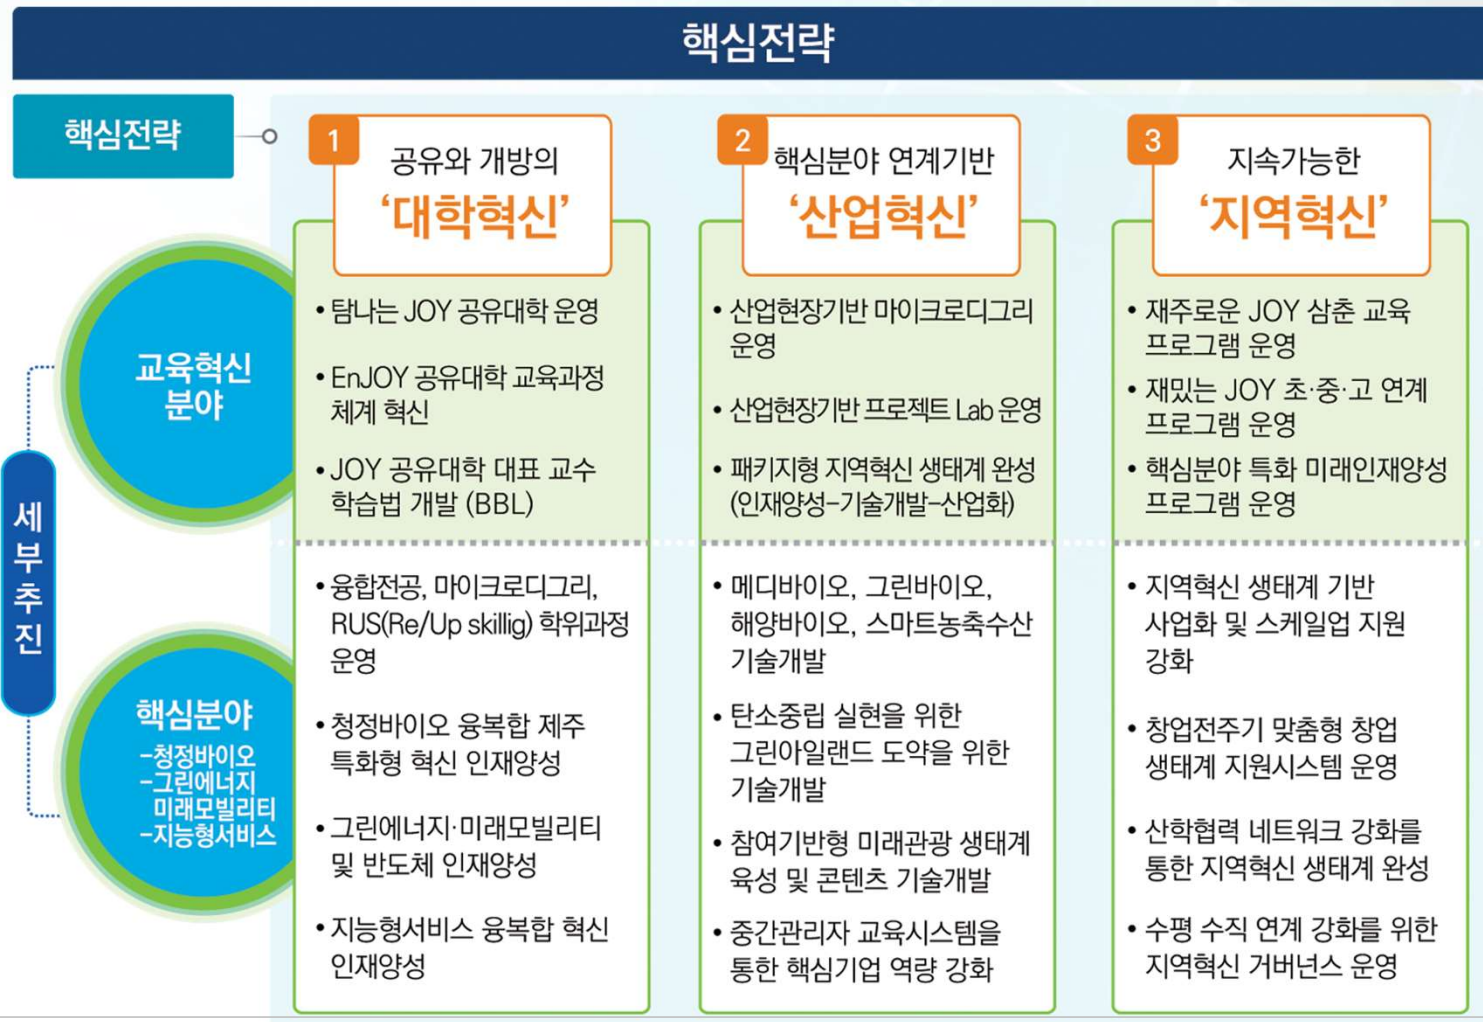 핵심전략
핵심전략
1
공유와 개방의
‘대학혁신’
2
핵심분야 연계기반
‘산업혁신’
3
지속가능한
‘지역혁신’
세부추진
교육혁신
분야
• 탐나는 JOY 공유대학 운영
• EnJOY 공유대학 교육과정
체계 혁신
• JOY 공유대학 대표 교수
학습법 개발 (BBL)
• 산업현장기반 마이크로디그리
운영
• 산업현장기반 프로젝트 Lab 운영
• 패키지형 지역혁신 생태계 완성
(인재양성-기술개발-산업화)
• 재주로운 JOY 삼춘 교육
프로그램 운영
• 재밌는 JOY 초·중·고 연계
프로그램 운영
• 핵심분야 특화 미래인재양성
프로그램 운영
핵심분야
-청정바이오
-그린에너지
미래모빌리티
-지능형서비스
• 융합전공, 마이크로디그리,
RUS(Re/Up skillig) 학위과정
운영
• 청정바이오 융복합 제주
특화형 혁신 인재양성
• 그린에너지·미래모빌리티
및 반도체 인재양성
• 지능형서비스 융복합 혁신
인재양성
• 메디바이오, 그린바이오,
해양바이오, 스마트농축수산
기술개발
• 탄소중립 실현을 위한
그린아일랜드 도약을 위한
기술개발
• 참여기반형 미래관광 생태계
육성 및 콘텐츠 기술개발
• 중간관리자 교육시스템을
통한 핵심기업 역량 강화
• 지역혁신 생태계 기반
사업화 및 스케일업 지원
강화
• 창업전주기 맞춤형 창업
생태계 지원시스템 운영
• 산학협력 네트워크 강화를
통한 지역혁신 생태계 완성
• 수평 수직 연계 강화를 위한
지역혁신 거버넌스 운영